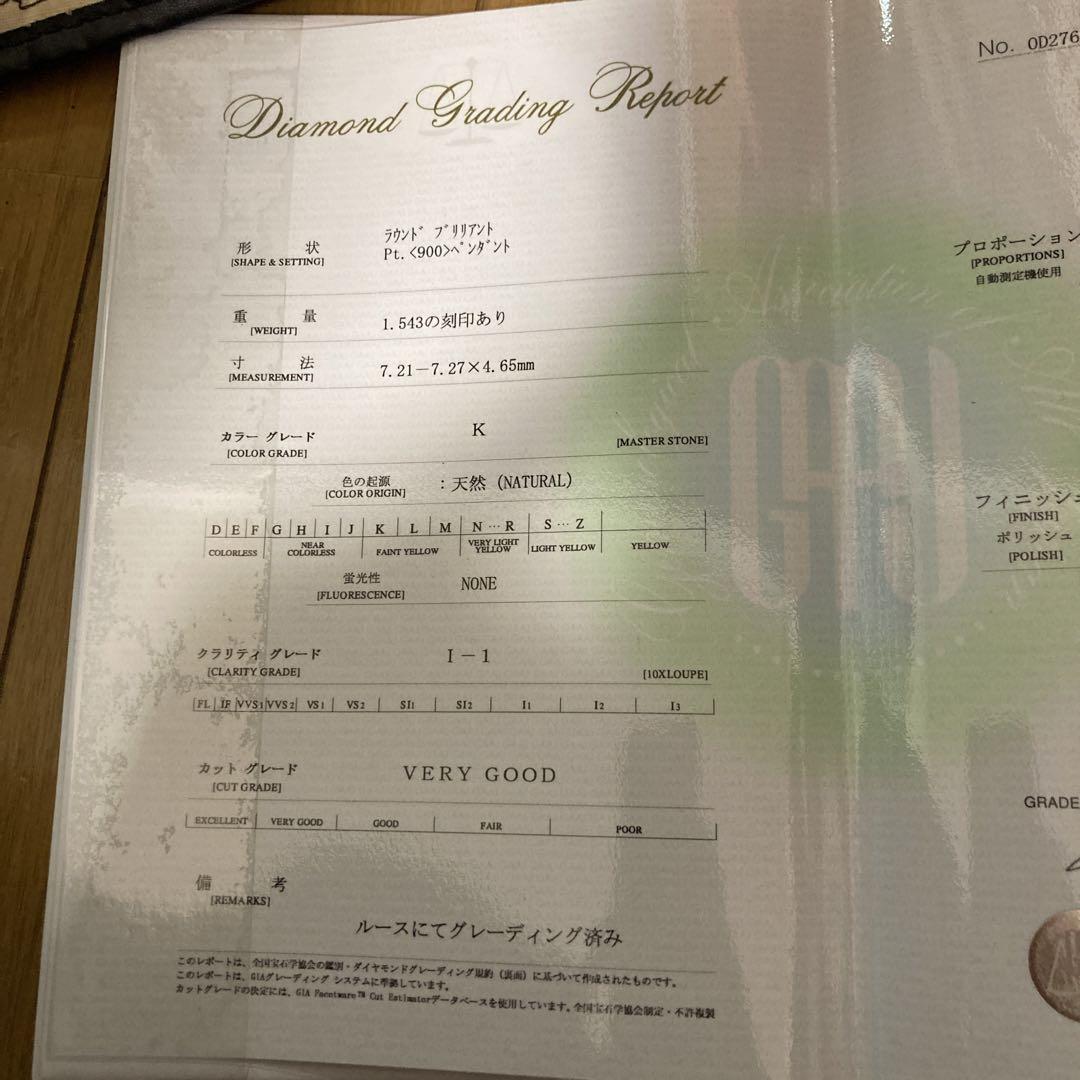 No. OD276
Diamond Grading Report
形 状
[SHAPE & SETTING]
ﾗｳﾝﾄﾞ ﾌﾞﾘﾘｱﾝﾄ
Pt.<900>ﾍﾟﾝﾀﾞﾝﾄ
重 量
[WEIGHT]
1.543の刻印あり
寸 法
[MEASUREMENT]
7.21－7.27×4.65mm
カラー グレード
[COLOR GRADE]
K
[MASTER STONE]
色の起源
[COLOR ORIGIN]
：天然 (NATURAL)
D E F G H I J K L M N…R S…Z
COLORLESS NEAR COLORLESS FAINT YELLOW VERY LIGHT YELLOW LIGHT YELLOW YELLOW
蛍光性
[FLUORESCENCE]
NONE
クラリティ グレード
[CLARITY GRADE]
I－1
[10XLOUPE]
FL IF VVS1 VVS2 VS1 VS2 SI1 SI2 I1 I2 I3
カット グレード
[CUT GRADE]
VERY GOOD
EXCELLENT VERY GOOD GOOD FAIR POOR
備 考
[REMARKS]
ルースにてグレーディング済み
このレポートは、全国宝石学協会の鑑別・ダイヤモンドグレーディング規約（裏面）に基づいて作成されたものです。
このレポートは、GIAグレーディング システムに準拠しています。
カットグレードの決定には、GIA Facetware™ Cut Estimatorデータベースを使用しています。全国宝石学協会制定・不許複製
プロポーション
[PROPORTIONS]
自動測定機使用
フィニッシュ
[FINISH]
ポリッシュ
[POLISH]
GRADE
Association